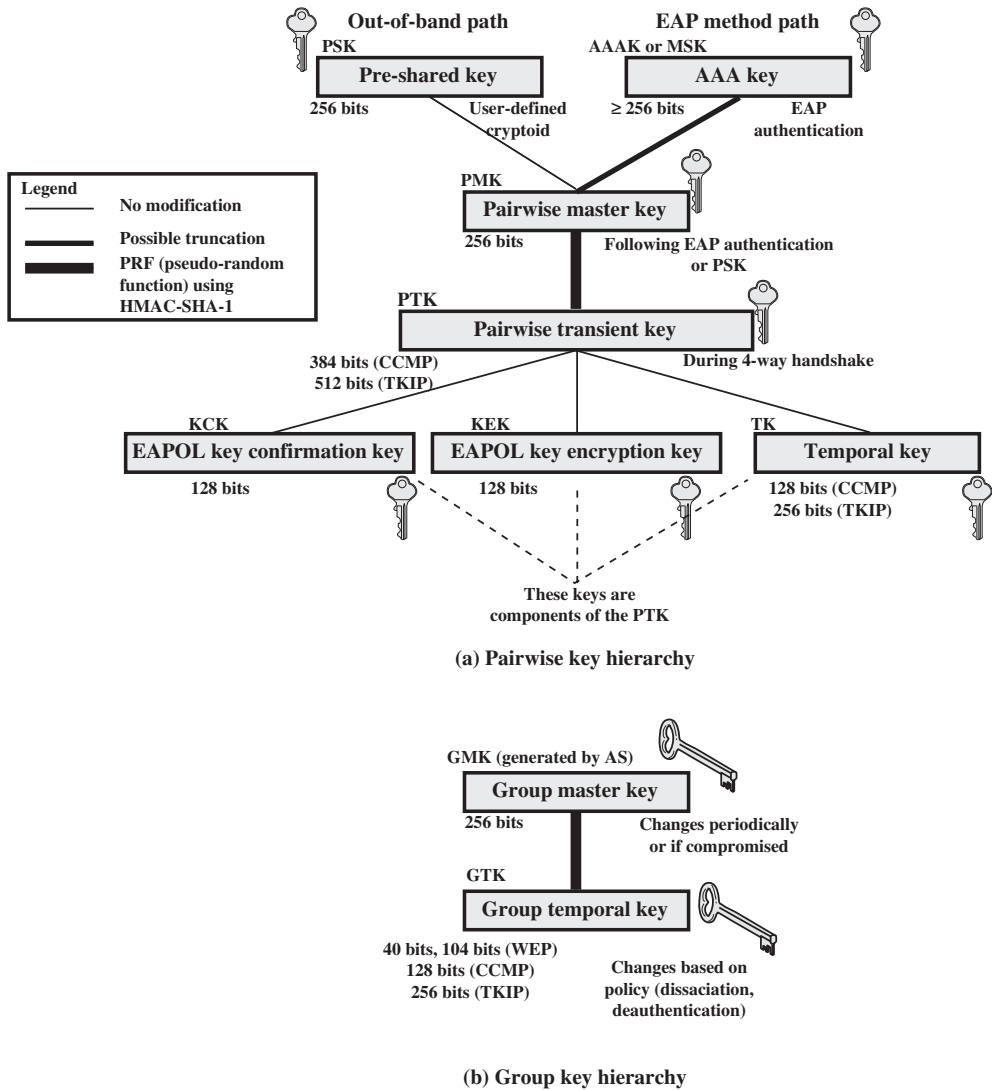 Out-of-band path
EAP method path
PSK
AAAK or MSK
Pre-shared key
AAA key
256 bits
User-defined
cryptoid
≥ 256 bits
EAP
authentication
Legend
No modification
Possible truncation
PRF (pseudo-random
function) using
HMAC-SHA-1
PMK
Pairwise master key
256 bits
Following EAP authentication
or PSK
PTK
Pairwise transient key
384 bits (CCMP)
512 bits (TKIP)
During 4-way handshake
KCK
KEK
TK
EAPOL key confirmation key
EAPOL key encryption key
Temporal key
128 bits
128 bits
128 bits (CCMP)
256 bits (TKIP)
These keys are
components of the PTK
(a) Pairwise key hierarchy
GMK (generated by AS)
Group master key
256 bits
Changes periodically
or if compromised
GTK
Group temporal key
40 bits, 104 bits (WEP)
128 bits (CCMP)
256 bits (TKIP)
Changes based on
policy (dissaciation,
deauthentication)
(b) Group key hierarchy